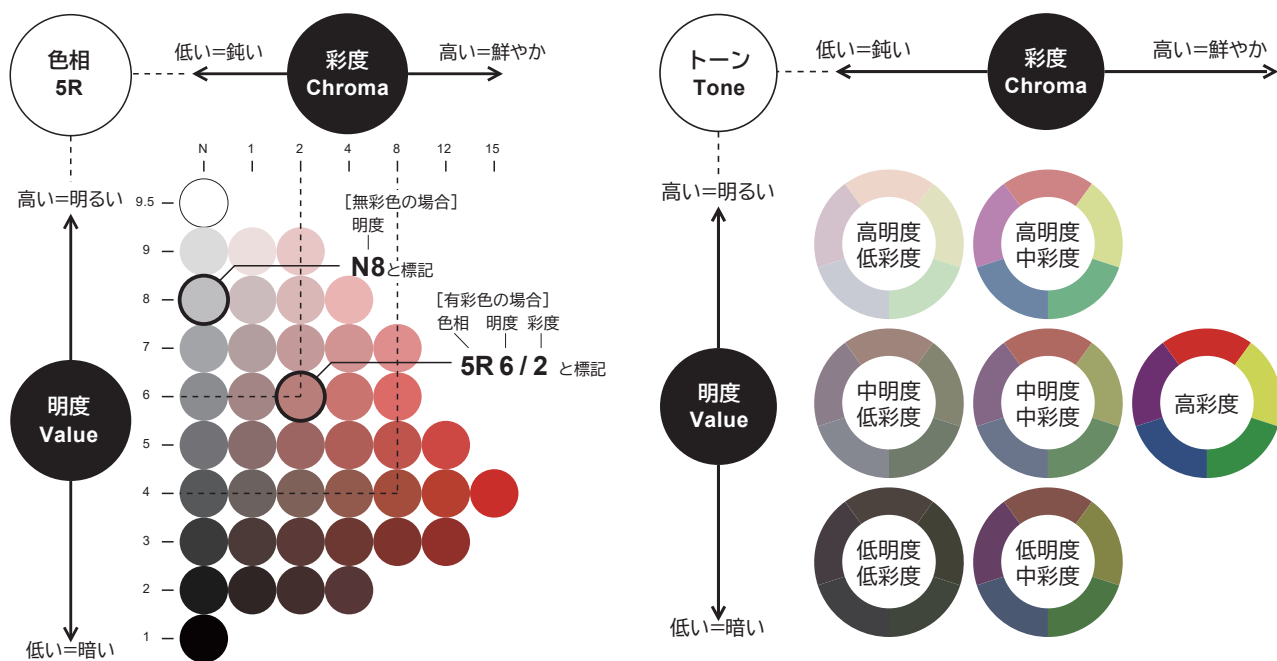 色相
5R
低い=鈍い
彩度
Chroma
高い=鮮やか
N 1 2 4 8 12 15
高い=明るい
9.5
9
8
7
6
5
4
3
2
1
[無彩色の場合]
明度
N8と標記
[有彩色の場合]
色相 明度 彩度
5R 6 / 2 と標記
明度
Value
低い=暗い
トーン
Tone
低い=鈍い
彩度
Chroma
高い=鮮やか
高い=明るい
明度
Value
低い=暗い
高明度
低彩度
高明度
中彩度
中明度
低彩度
中明度
中彩度
高彩度
低明度
低彩度
低明度
中彩度